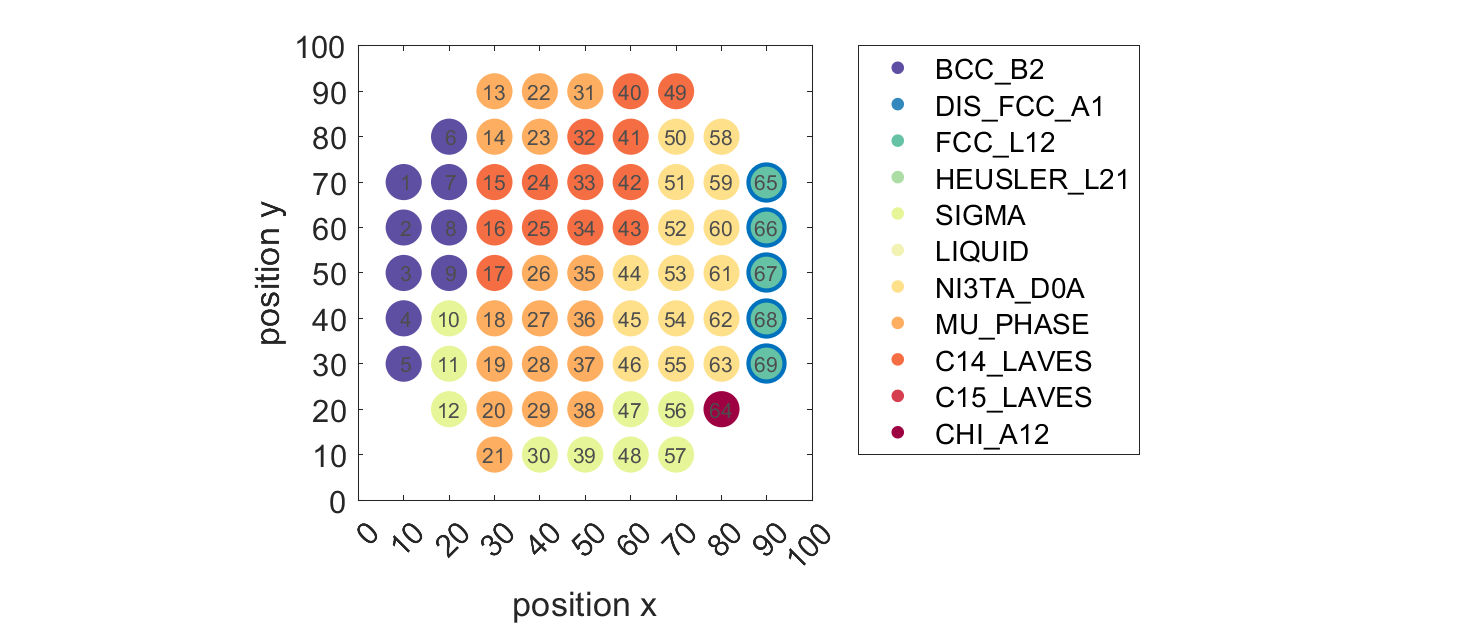 100
90
80
70
60
50
40
30
20
10
0
position y
13 22 31 40 49
6 14 23 32 41 50 58
1 7 15 24 33 42 51 59 65
2 8 16 25 34 43 52 60 66
3 9 17 26 35 44 53 61 67
4 10 18 27 36 45 54 62 68
5 11 19 28 37 46 55 63 69
12 20 29 38 47 56 64
21 30 39 48 57
0 10 20 30 40 50 60 70 80 90 100
position x
BCC_B2
DIS_FCC_A1
FCC_L12
HEUSLER_L21
SIGMA
LIQUID
NI3TA_D0A
MU_PHASE
C14_LAVES
C15_LAVES
CHI_A12